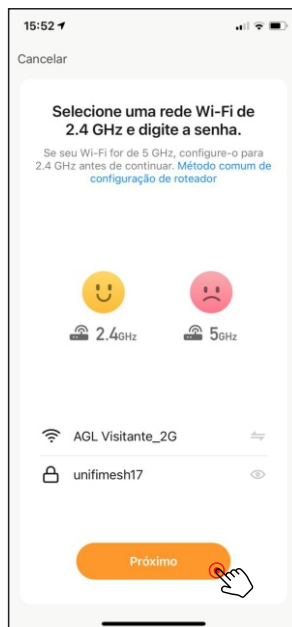 15:52
Cancelar
Selecione uma rede Wi-Fi de
2.4 GHz e digite a senha.
Se seu Wi-Fi for de 5 GHz, configure-o para
2.4 GHz antes de continuar. Método comum de
configuração de roteador
2.4GHz
5GHz
AGL Visitante_2G
unifimesh17
Próximo